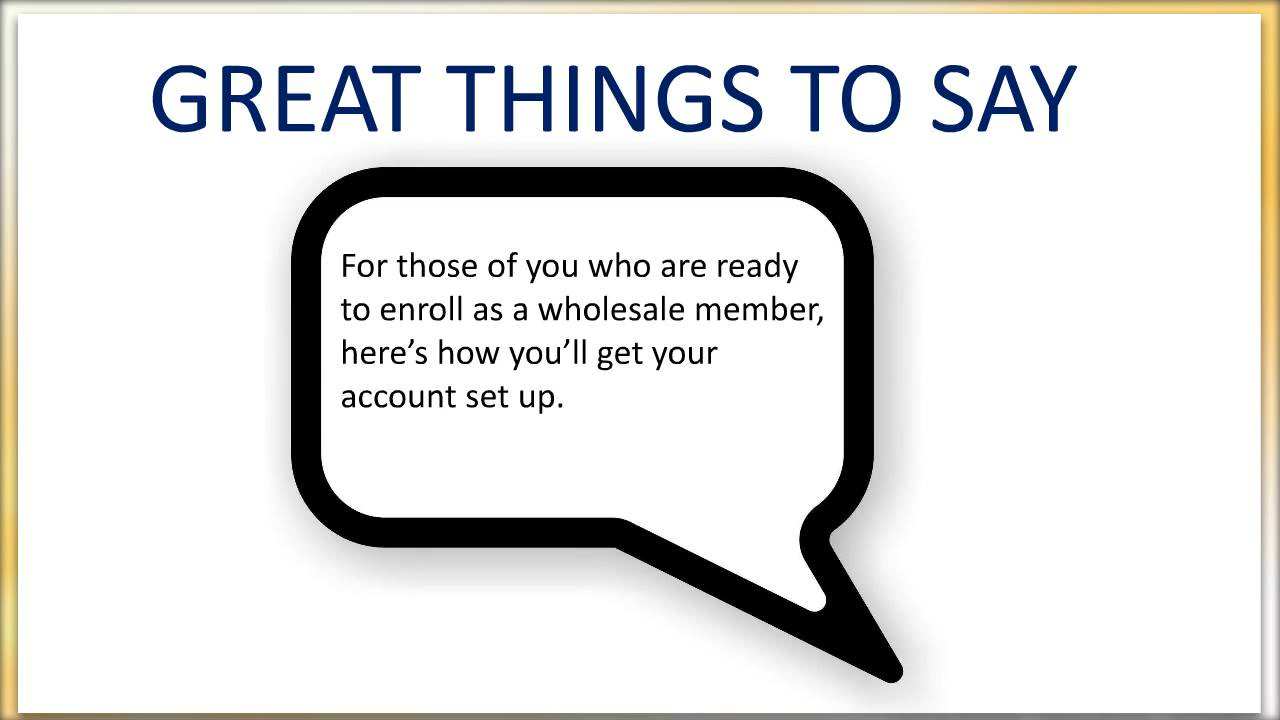 GREAT THINGS TO SAY
For those of you who are ready
to enroll as a wholesale member,
here’s how you’ll get your
account set up.